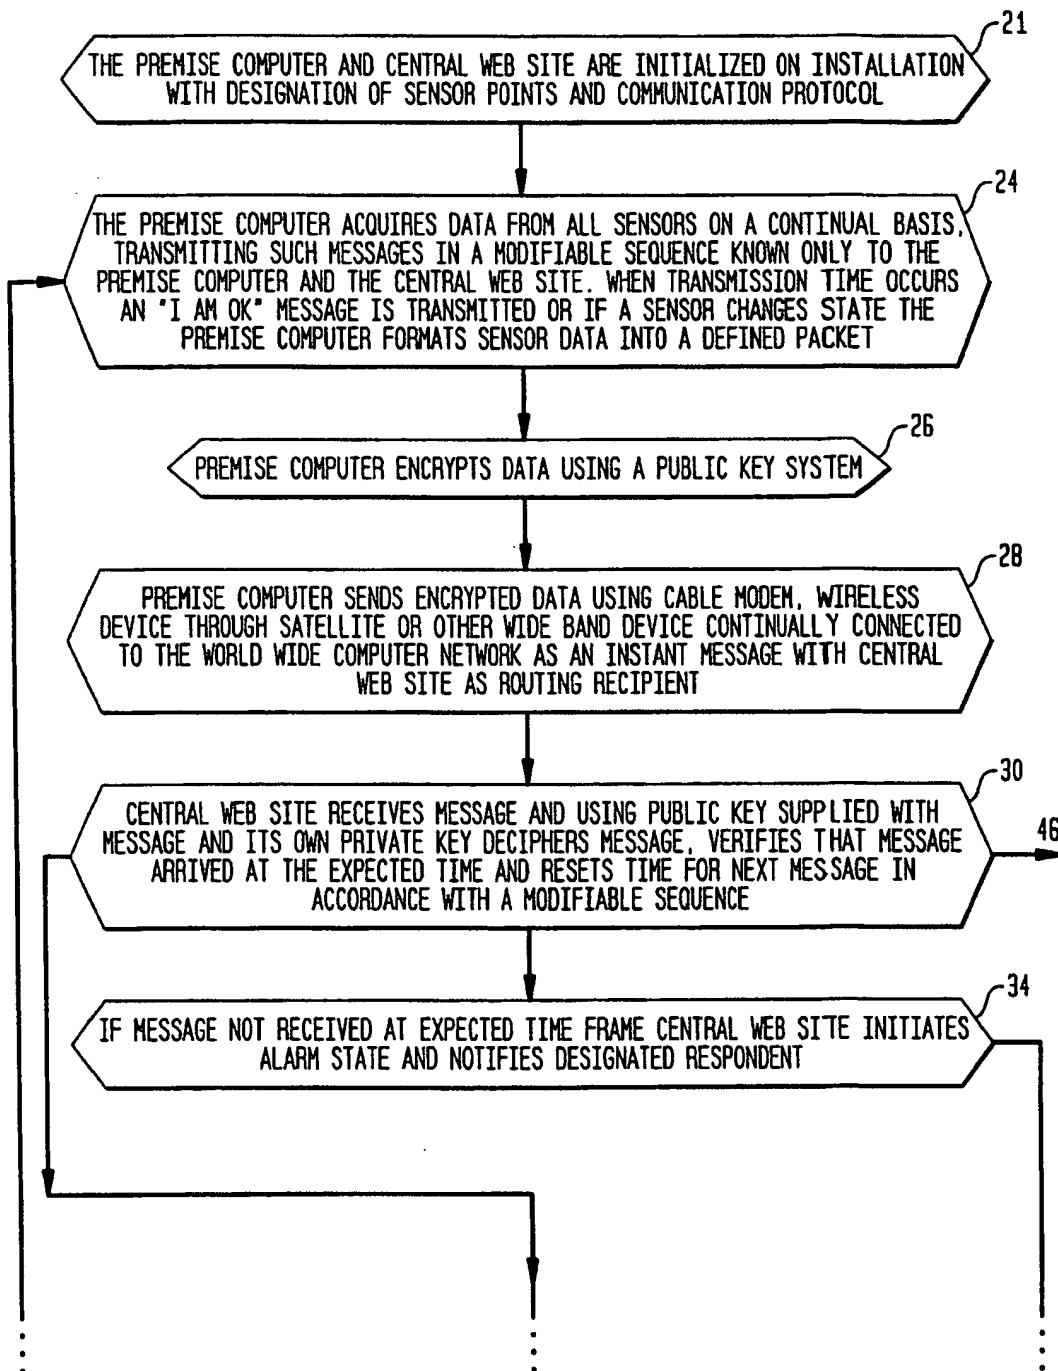 21
THE PREMISE COMPUTER AND CENTRAL WEB SITE ARE INITIALIZED ON INSTALLATION
WITH DESIGNATION OF SENSOR POINTS AND COMMUNICATION PROTOCOL
24
THE PREMISE COMPUTER ACQUIRES DATA FROM ALL SENSORS ON A CONTINUAL BASIS,
TRANSMITTING SUCH MESSAGES IN A MODIFIABLE SEQUENCE KNOWN ONLY TO THE
PREMISE COMPUTER AND THE CENTRAL WEB SITE. WHEN TRANSMISSION TIME OCCURS
AN "I AM OK" MESSAGE IS TRANSMITTED OR IF A SENSOR CHANGES STATE THE
PREMISE COMPUTER FORMATS SENSOR DATA INTO A DEFINED PACKET
26
PREMISE COMPUTER ENCRYPTS DATA USING A PUBLIC KEY SYSTEM
28
PREMISE COMPUTER SENDS ENCRYPTED DATA USING CABLE MODEM, WIRELESS
DEVICE THROUGH SATELLITE OR OTHER WIDE BAND DEVICE CONTINUALLY CONNECTED
TO THE WORLD WIDE COMPUTER NETWORK AS AN INSTANT MESSAGE WITH CENTRAL
WEB SITE AS ROUTING RECIPIENT
30
CENTRAL WEB SITE RECEIVES MESSAGE AND USING PUBLIC KEY SUPPLIED WITH
MESSAGE AND ITS OWN PRIVATE KEY DECIPHERS MESSAGE, VERIFIES THAT MESSAGE
ARRIVED AT THE EXPECTED TIME AND RESETS TIME FOR NEXT MESSAGE IN
ACCORDANCE WITH A MODIFIABLE SEQUENCE
46
34
IF MESSAGE NOT RECEIVED AT EXPECTED TIME FRAME CENTRAL WEB SITE INITIATES
ALARM STATE AND NOTIFIES DESIGNATED RESPONDENT